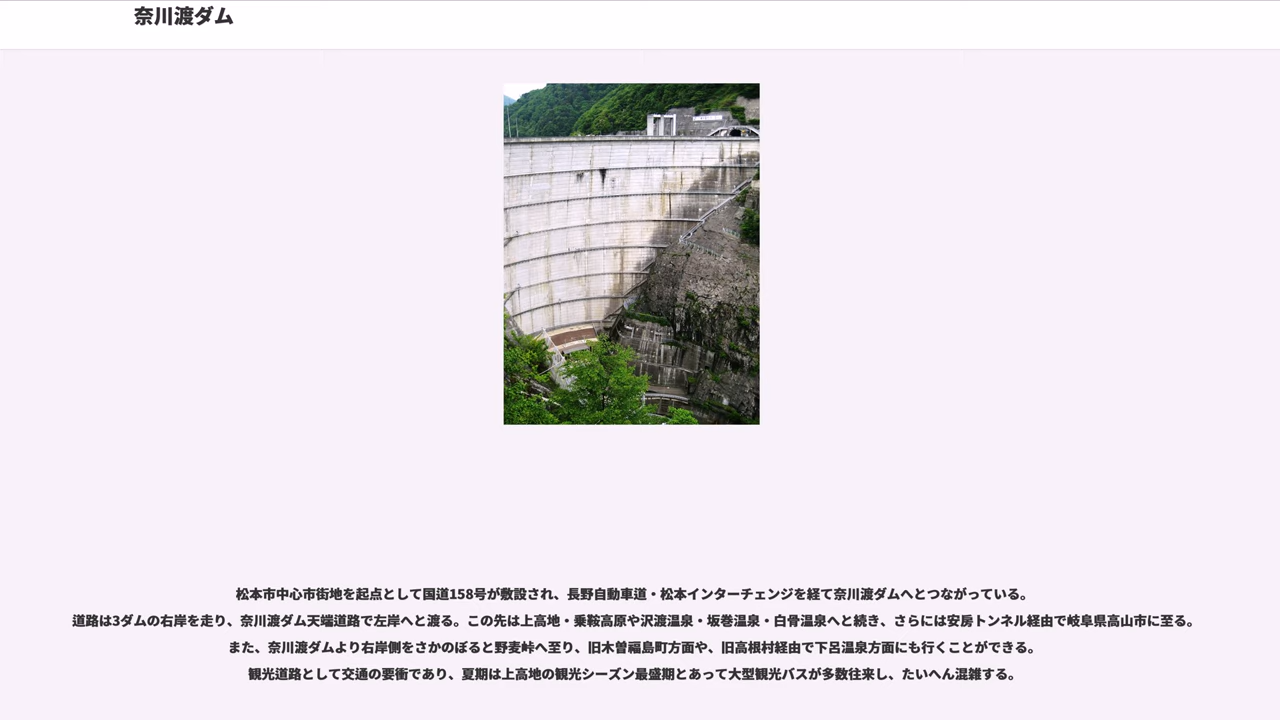 奈川渡ダム
松本市中心市街地を起点として国道158号が敷設され、長野自動車道・松本インターチェンジを経て奈川渡ダムへとつながっている。
道路は3ダムの右岸を走り、奈川渡ダム天端道路で左岸へと渡る。この先は上高地・乗鞍高原や沢渡温泉・坂巻温泉・白骨温泉へと続き、さらには安房トンネル経由で岐阜県高山市に至る。
また、奈川渡ダムより右岸側をさかのぼると野麦峠へ至り、旧木曽福島町方面や、旧高根村経由で下呂温泉方面にも行くことができる。
観光道路として交通の要衝であり、夏期は上高地の観光シーズン最盛期とあって大型観光バスが多数往来し、たいへん混雑する。